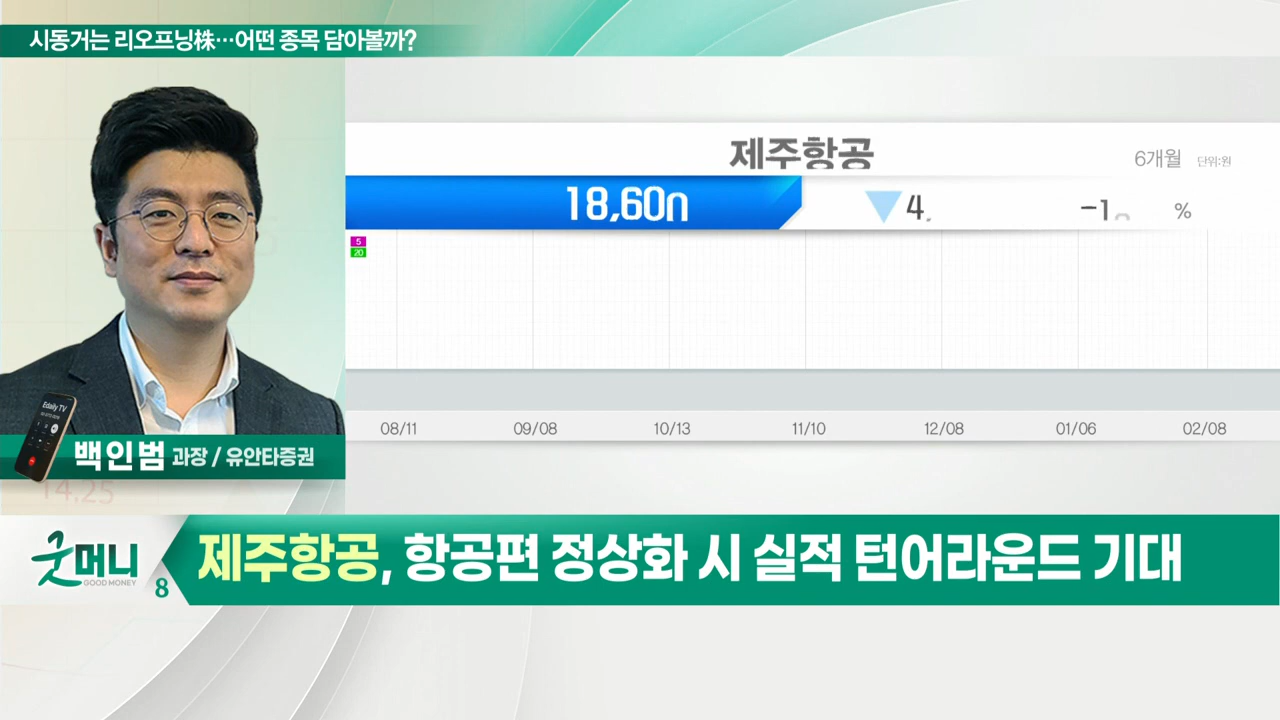 시동거는 리오프닝株…어떤 종목 담아볼까?
제주항공
6개월 단위:원
18,60
▼4
-1
%
5
20
08/11 09/08 10/13 11/10 12/08 01/06 02/08
Edaily TV
백인범 과장 / 유안타증권
14.25
굿머니
GOOD MONEY
8
제주항공, 항공편 정상화 시 실적 턴어라운드 기대